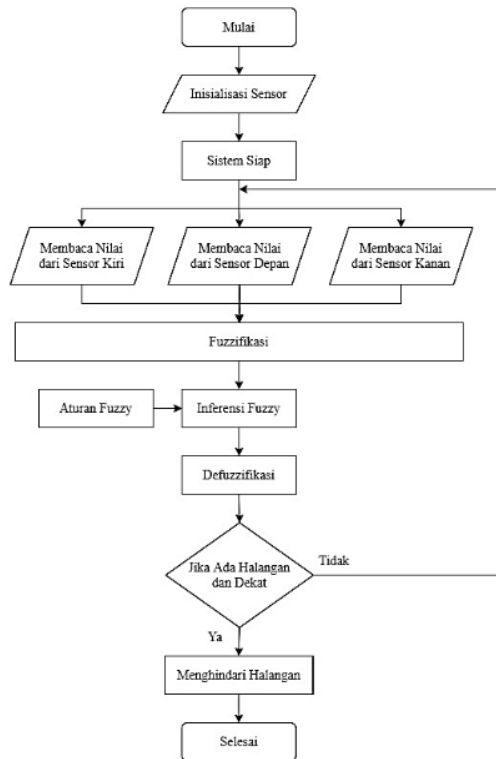 Mulai
Inisialisasi Sensor
Sistem Siap
Membaca Nilai
dari Sensor Kiri
Membaca Nilai
dari Sensor Depan
Membaca Nilai
dari Sensor Kanan
Fuzzifikasi
Aturan Fuzzy
Inferensi Fuzzy
Defuzzifikasi
Jika Ada Halangan
dan Dekat
Tidak
Ya
Menghindari Halangan
Selesai